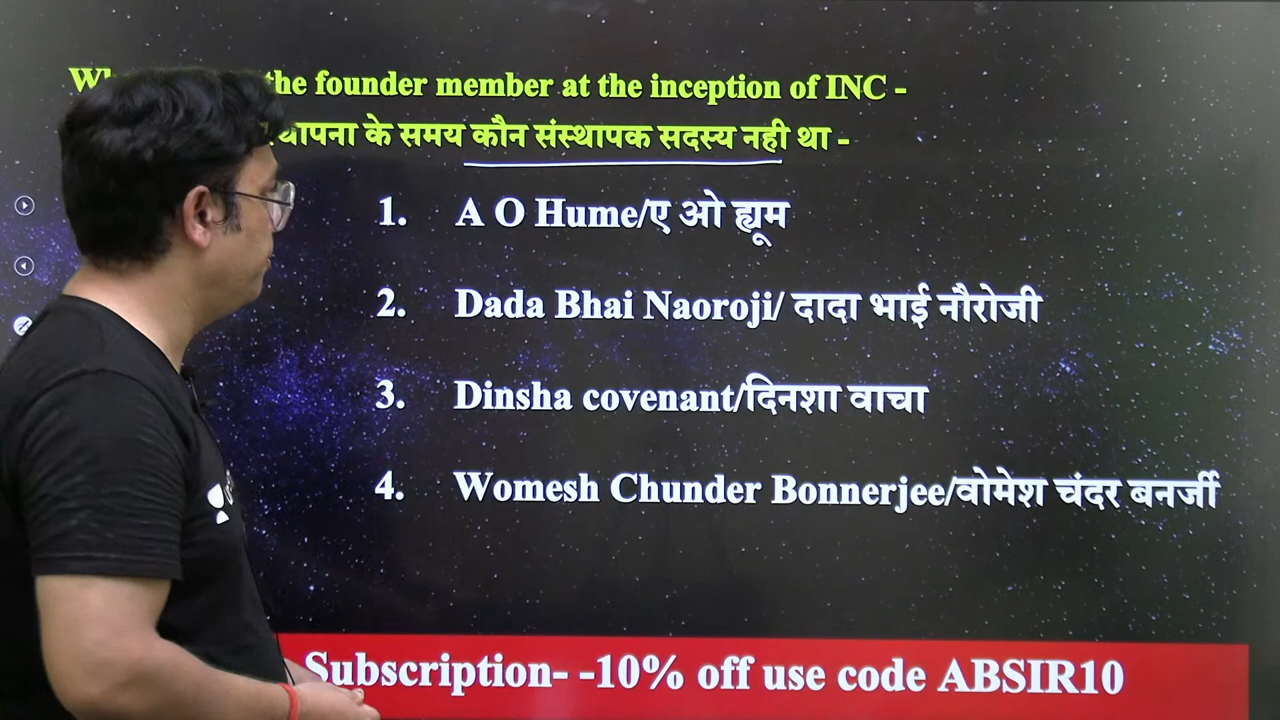 the founder member at the inception of INC -
के समय कौन संस्थापक सदस्य नही था -
1. A O Hume/ए ओ ह्यूम
2. Dada Bhai Naoroji/ दादा भाई नौरोजी
3. Dinsha covenant/दिनशा वाचा
4. Womesh Chunder Bonnerjee/वोमेश चंदर बनर्जी
Subscription- -10% off use code ABSIR10